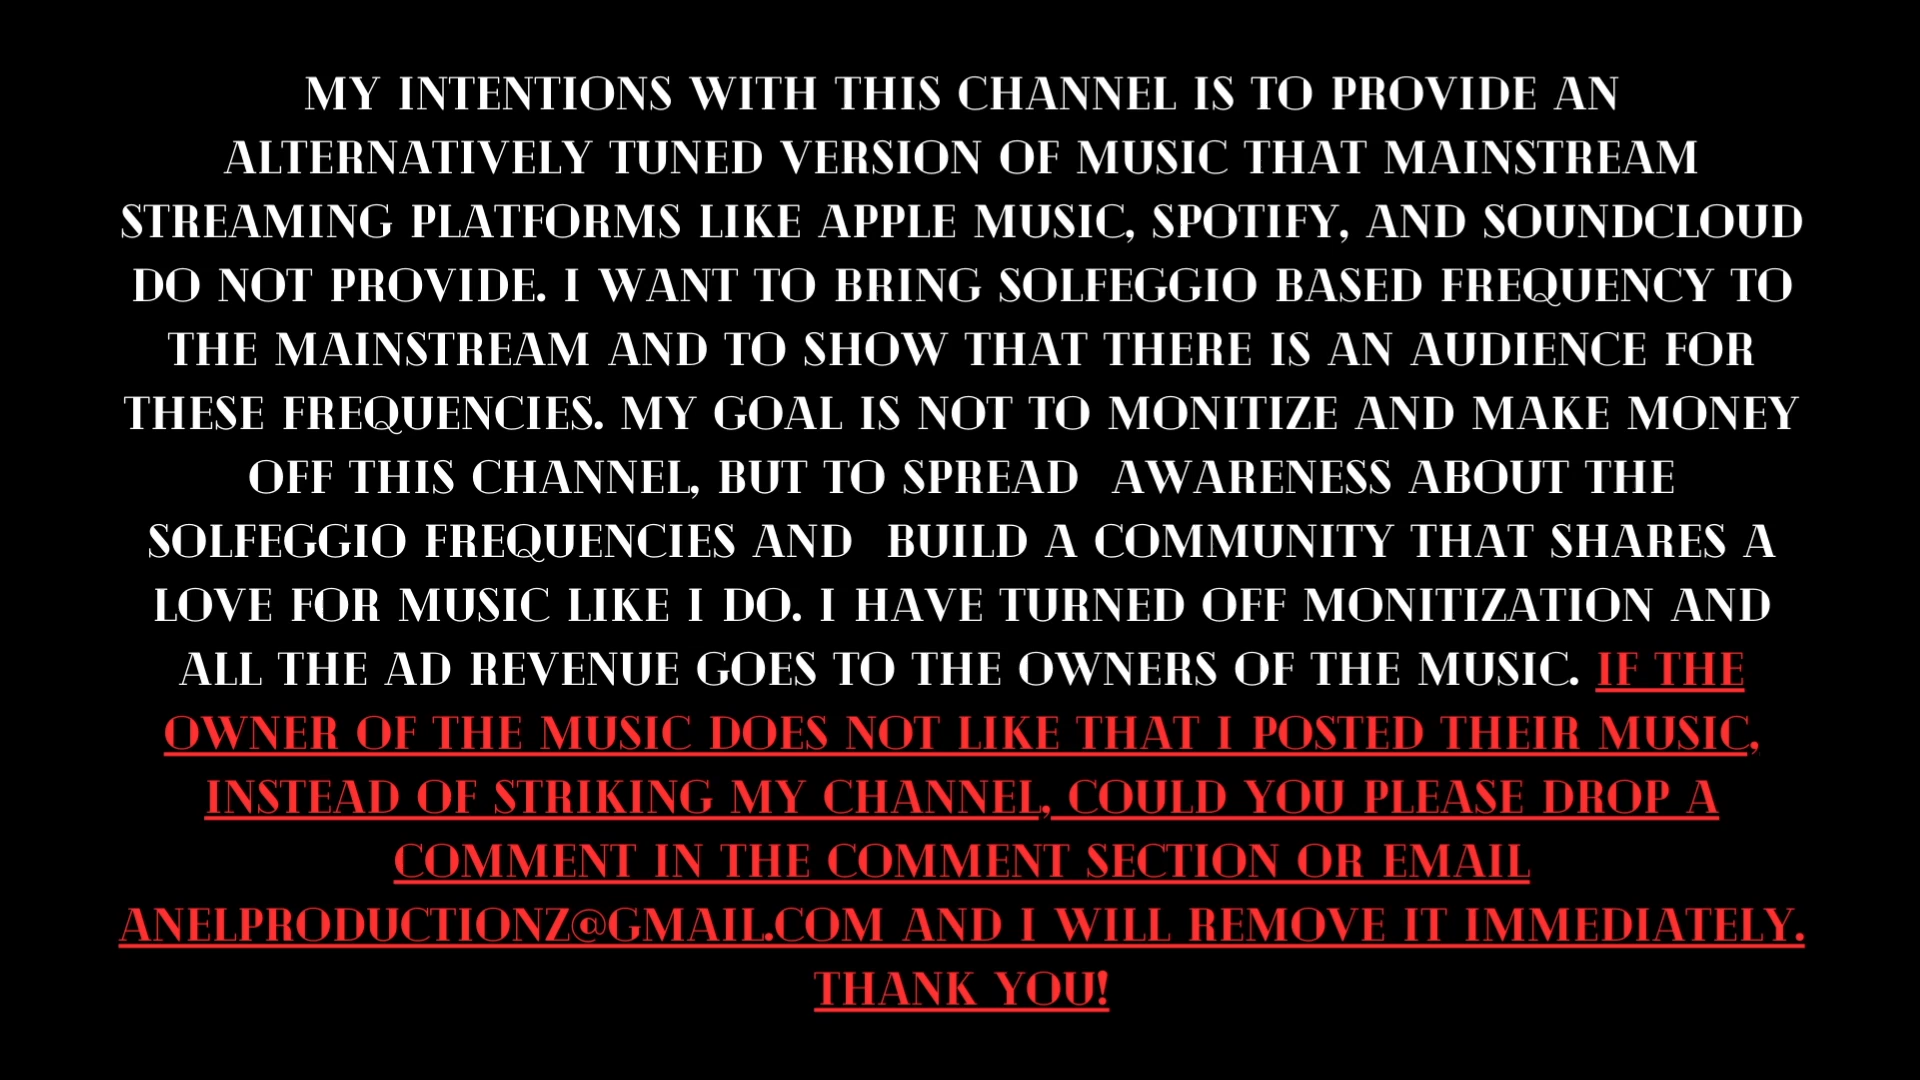 MY INTENTIONS WITH THIS CHANNEL IS TO PROVIDE AN
ALTERNATIVELY TUNED VERSION OF MUSIC THAT MAINSTREAM
STREAMING PLATFORMS LIKE APPLE MUSIC, SPOTIFY, AND SOUNDCLOUD
DO NOT PROVIDE. I WANT TO BRING SOLFEGGIO BASED FREQUENCY TO
THE MAINSTREAM AND TO SHOW THAT THERE IS AN AUDIENCE FOR
THESE FREQUENCIES. MY GOAL IS NOT TO MONITIZE AND MAKE MONEY
OFF THIS CHANNEL, BUT TO SPREAD  AWARENESS ABOUT THE
SOLFEGGIO FREQUENCIES AND  BUILD A COMMUNITY THAT SHARES A
LOVE FOR MUSIC LIKE I DO. I HAVE TURNED OFF MONITIZATION AND
ALL THE AD REVENUE GOES TO THE OWNERS OF THE MUSIC. IF THE
OWNER OF THE MUSIC DOES NOT LIKE THAT I POSTED THEIR MUSIC,
INSTEAD OF STRIKING MY CHANNEL, COULD YOU PLEASE DROP A
COMMENT IN THE COMMENT SECTION OR EMAIL
ANELPRODUCTIONZ@GMAIL.COM AND I WILL REMOVE IT IMMEDIATELY.
THANK YOU!